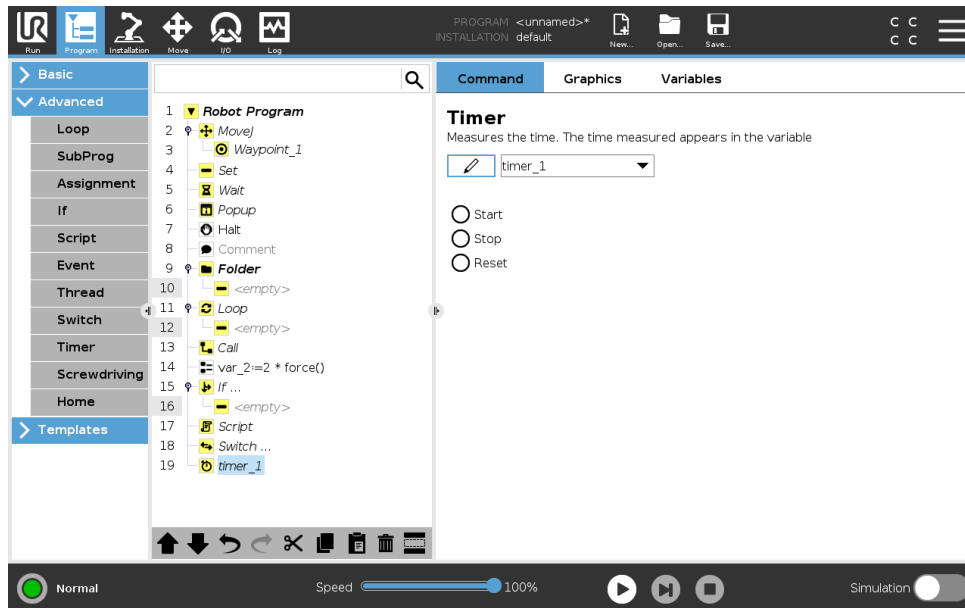 UR
Run
Program
Installation
Move
I/O
Log
PROGRAM <unnamed>*
INSTALLATION default
New...
Open...
Save...
C C
C C
Basic
Advanced
Loop
SubProg
Assignment
If
Script
Event
Thread
Switch
Timer
Screwdriving
Home
Templates
1 Robot Program
2 MoveJ
3 Waypoint_1
4 Set
5 Wait
6 Popup
7 Halt
8 Comment
9 Folder
10 <empty>
11 Loop
12 <empty>
13 Call
14 var_2:=2 * force()
15 If ...
16 <empty>
17 Script
18 Switch ...
19 timer_1
Command Graphics Variables
Timer
Measures the time. The time measured appears in the variable
timer_1
Start
Stop
Reset
Normal
Speed 100%
Simulation